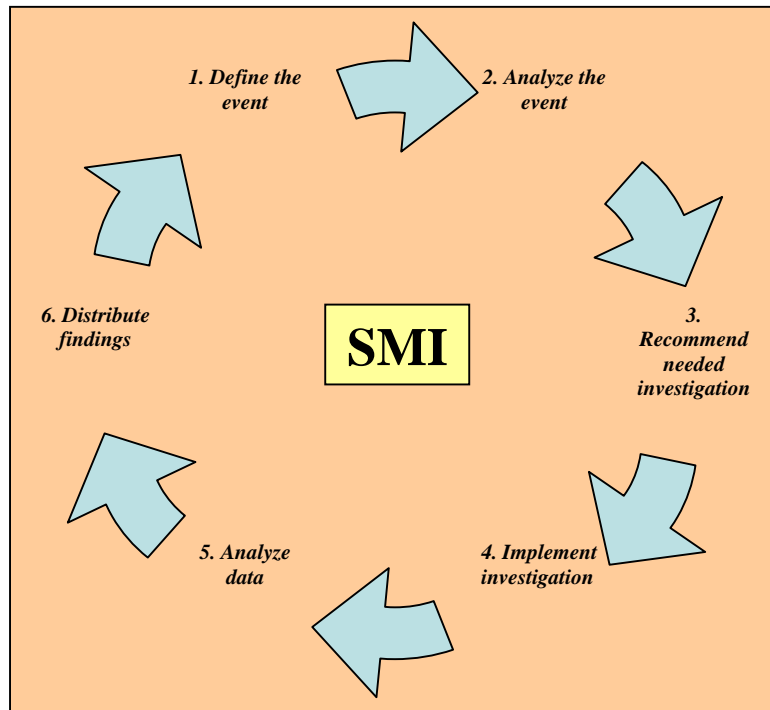 1. Define the
event
2. Analyze the
event
3.
Recommend
needed
investigation
4. Implement
investigation
5. Analyze
data
6. Distribute
findings
SMI